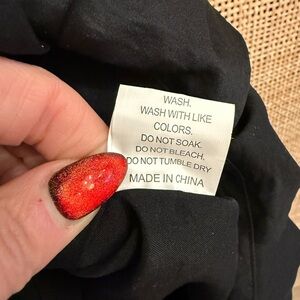 WASH.
WASH WITH LIKE
COLORS.
DO NOT SOAK.
DO NOT BLEACH.
DO NOT TUMBLE DRY
MADE IN CHINA